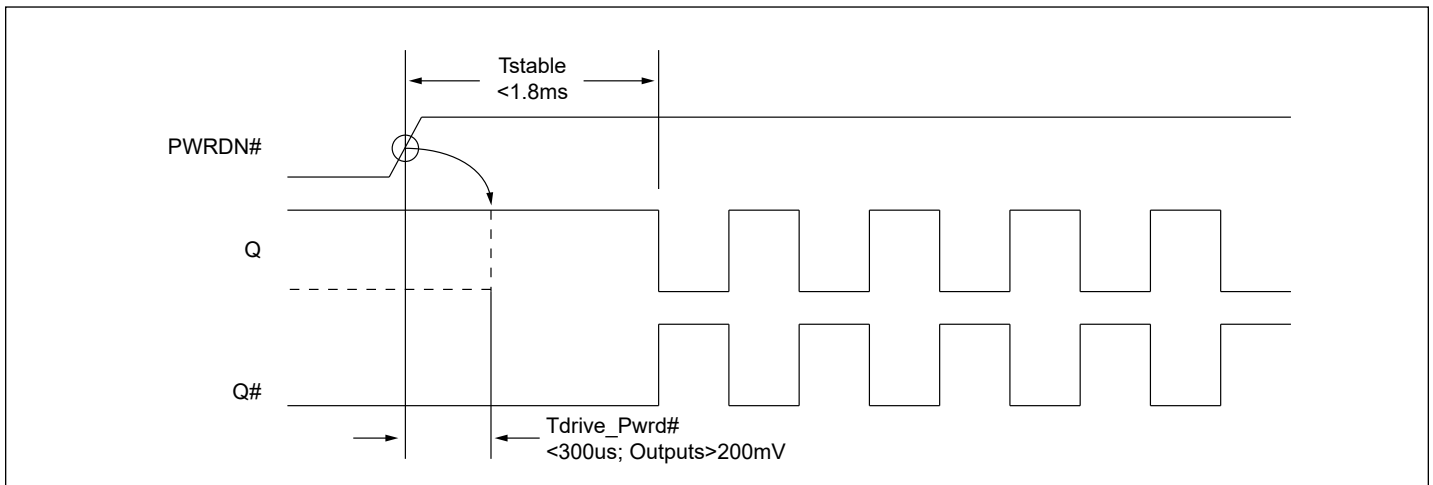 Tstable
<1.8ms
PWRDN#
Q
Q#
Tdrive_Pwrd#
<300us; Outputs>200mV